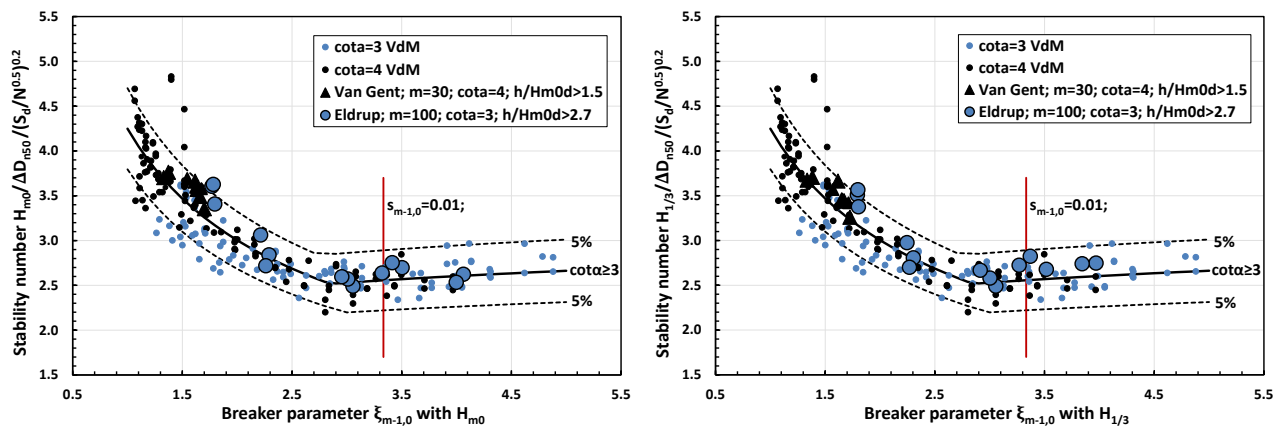 5.5
5.0
4.5
4.0
3.5
3.0
2.5
2.0
1.5
0.5 1.5 2.5 3.5 4.5 5.5
Stability number Hm0/ΔDn50/(Sd/N^0.5)^0.2
Breaker parameter ξm-1,0 with Hm0
cota=3 VdM
cota=4 VdM
Van Gent; m=30; cota=4; h/Hm0d>1.5
Eldrup; m=100; cota=3; h/Hm0d>2.7
sm-1,0=0.01;
5%
cotα≥3
5%
5.5
5.0
4.5
4.0
3.5
3.0
2.5
2.0
1.5
0.5 1.5 2.5 3.5 4.5 5.5
Stability number H1/3/ΔDn50/(Sd/N^0.5)^0.2
Breaker parameter ξm-1,0 with H1/3
cota=3 VdM
cota=4 VdM
Van Gent; m=30; cota=4; h/Hm0d>1.5
Eldrup; m=100; cota=3; h/Hm0d>2.7
sm-1,0=0.01;
5%
cotα≥3
5%